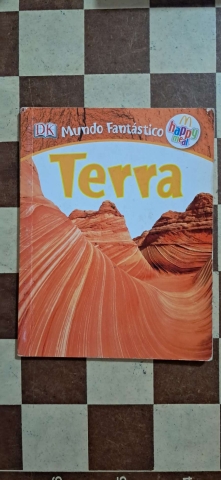 DK Mundo Fantástico
happy
meal
Terra